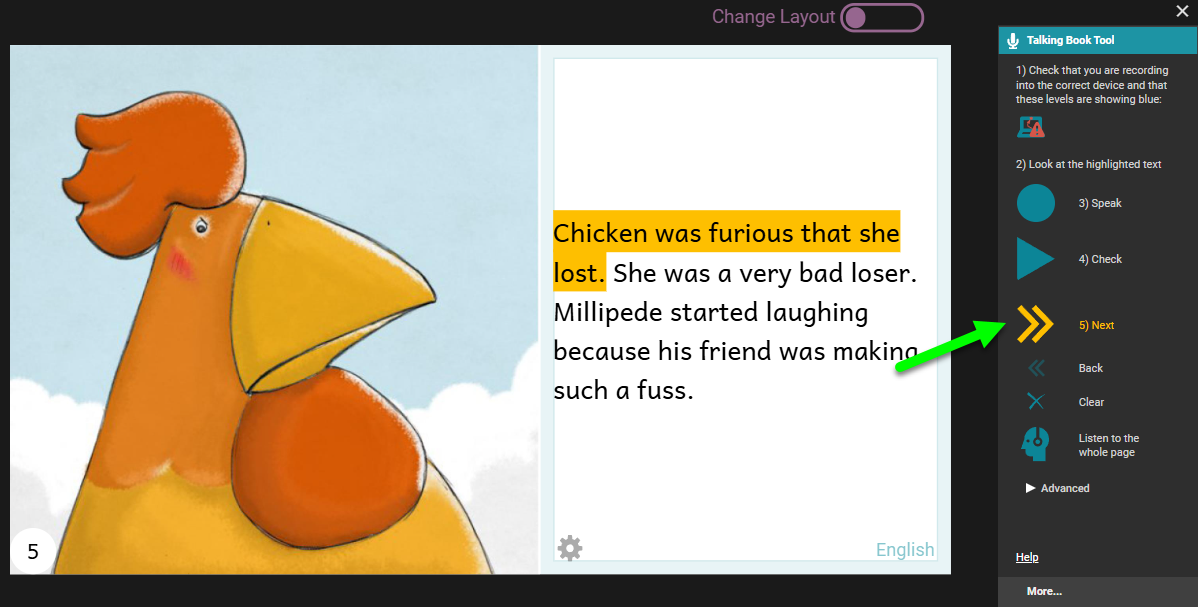 Change Layout
Chicken was furious that she
lost. She was a very bad loser.
Millipede started laughing
because his friend was making
such a fuss.
5
English
Talking Book Tool
1) Check that you are recording
into the correct device and that
these levels are showing blue:
2) Look at the highlighted text
3) Speak
4) Check
5) Next
Back
Clear
Listen to the
whole page
Advanced
Help
More...